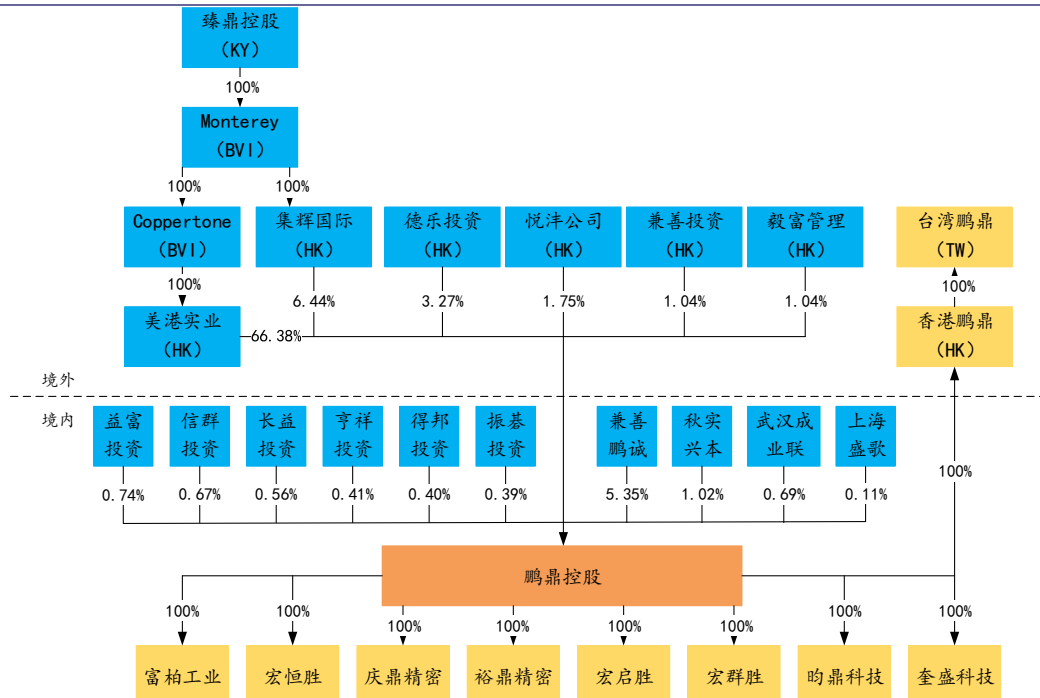 臻鼎控股
（KY）
100%
Monterey
(BVI)
100%
100%
Coppertone
(BVI)
集辉国际
(HK)
德乐投资
(HK)
悦沣公司
(HK)
兼善投资
(HK)
毅富管理
(HK)
台湾鹏鼎
(TW)
100%
6.44%
3.27%
1.75%
1.04%
1.04%
100%
美港实业
（HK）
66.38%
香港鹏鼎
(HK)
境外
境内
益富
投资
信群
投资
长益
投资
亨祥
投资
得邦
投资
振碁
投资
兼善
鹏诚
秋实
兴本
武汉成
业联
上海
盛歌
100%
0.74%
0.67%
0.56%
0.41%
0.40%
0.39%
5.35%
1.02%
0.69%
0.11%
鹏鼎控股
100%
100%
100%
100%
100%
100%
100%
100%
富柏工业
宏恒胜
庆鼎精密
裕鼎精密
宏启胜
宏群胜
昀鼎科技
奎盛科技